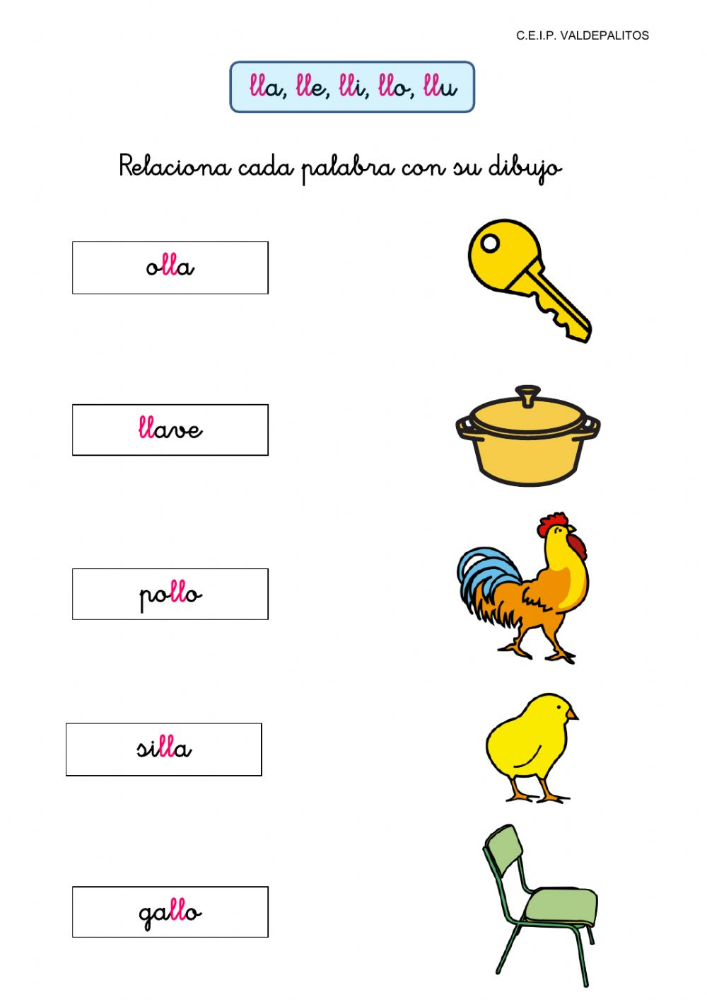 C.E.I.P. VALDEPALITOS
lla, lle, lli, llo, llu
Relaciona cada palabra con su dibujo
olla
llave
pollo
silla
gallo